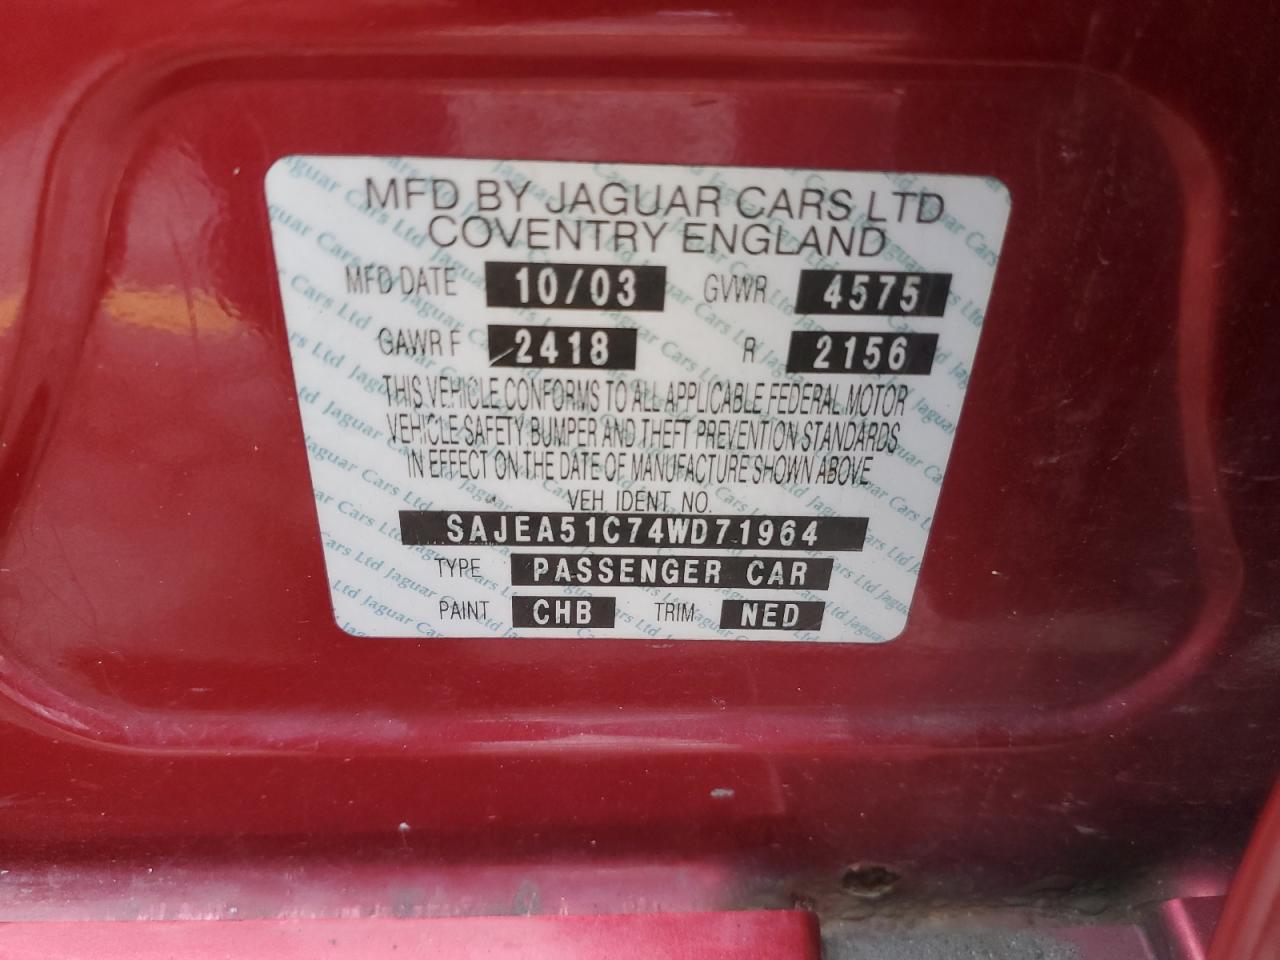 MFD BY JAGUAR CARS LTD
COVENTRY ENGLAND
MFD DATE 10/03 GVWR 4575
GAWR F 2418 R 2156
THIS VEHICLE CONFORMS TO ALL APPLICABLE FEDERAL MOTOR
VEHICLE SAFETY, BUMPER AND THEFT PREVENTION STANDARDS
IN EFFECT ON THE DATE OF MANUFACTURE SHOWN ABOVE
VEH. IDENT. NO.
SAJEA51C74WD71964
TYPE PASSENGER CAR
PAINT CHB TRIM NED